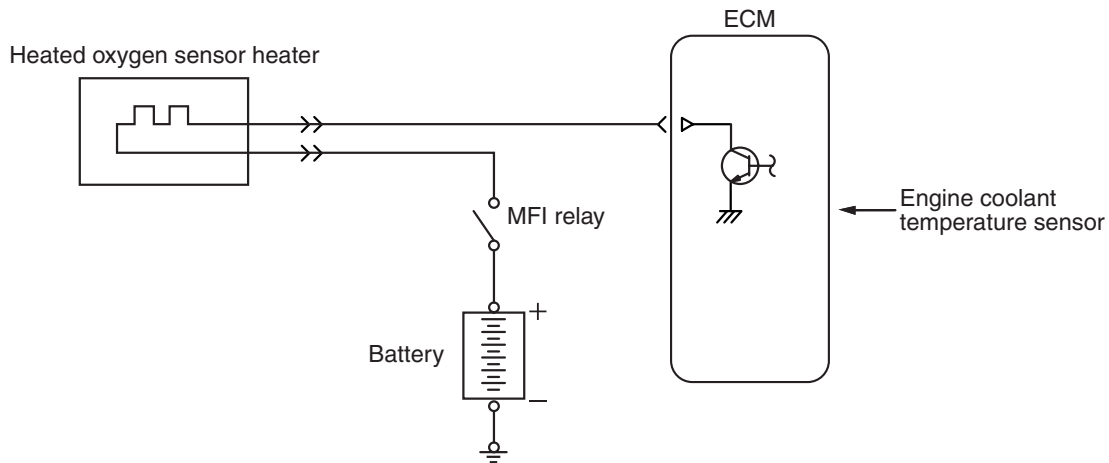 ECM
Heated oxygen sensor heater
MFI relay
Engine coolant
temperature sensor
+
Battery
−